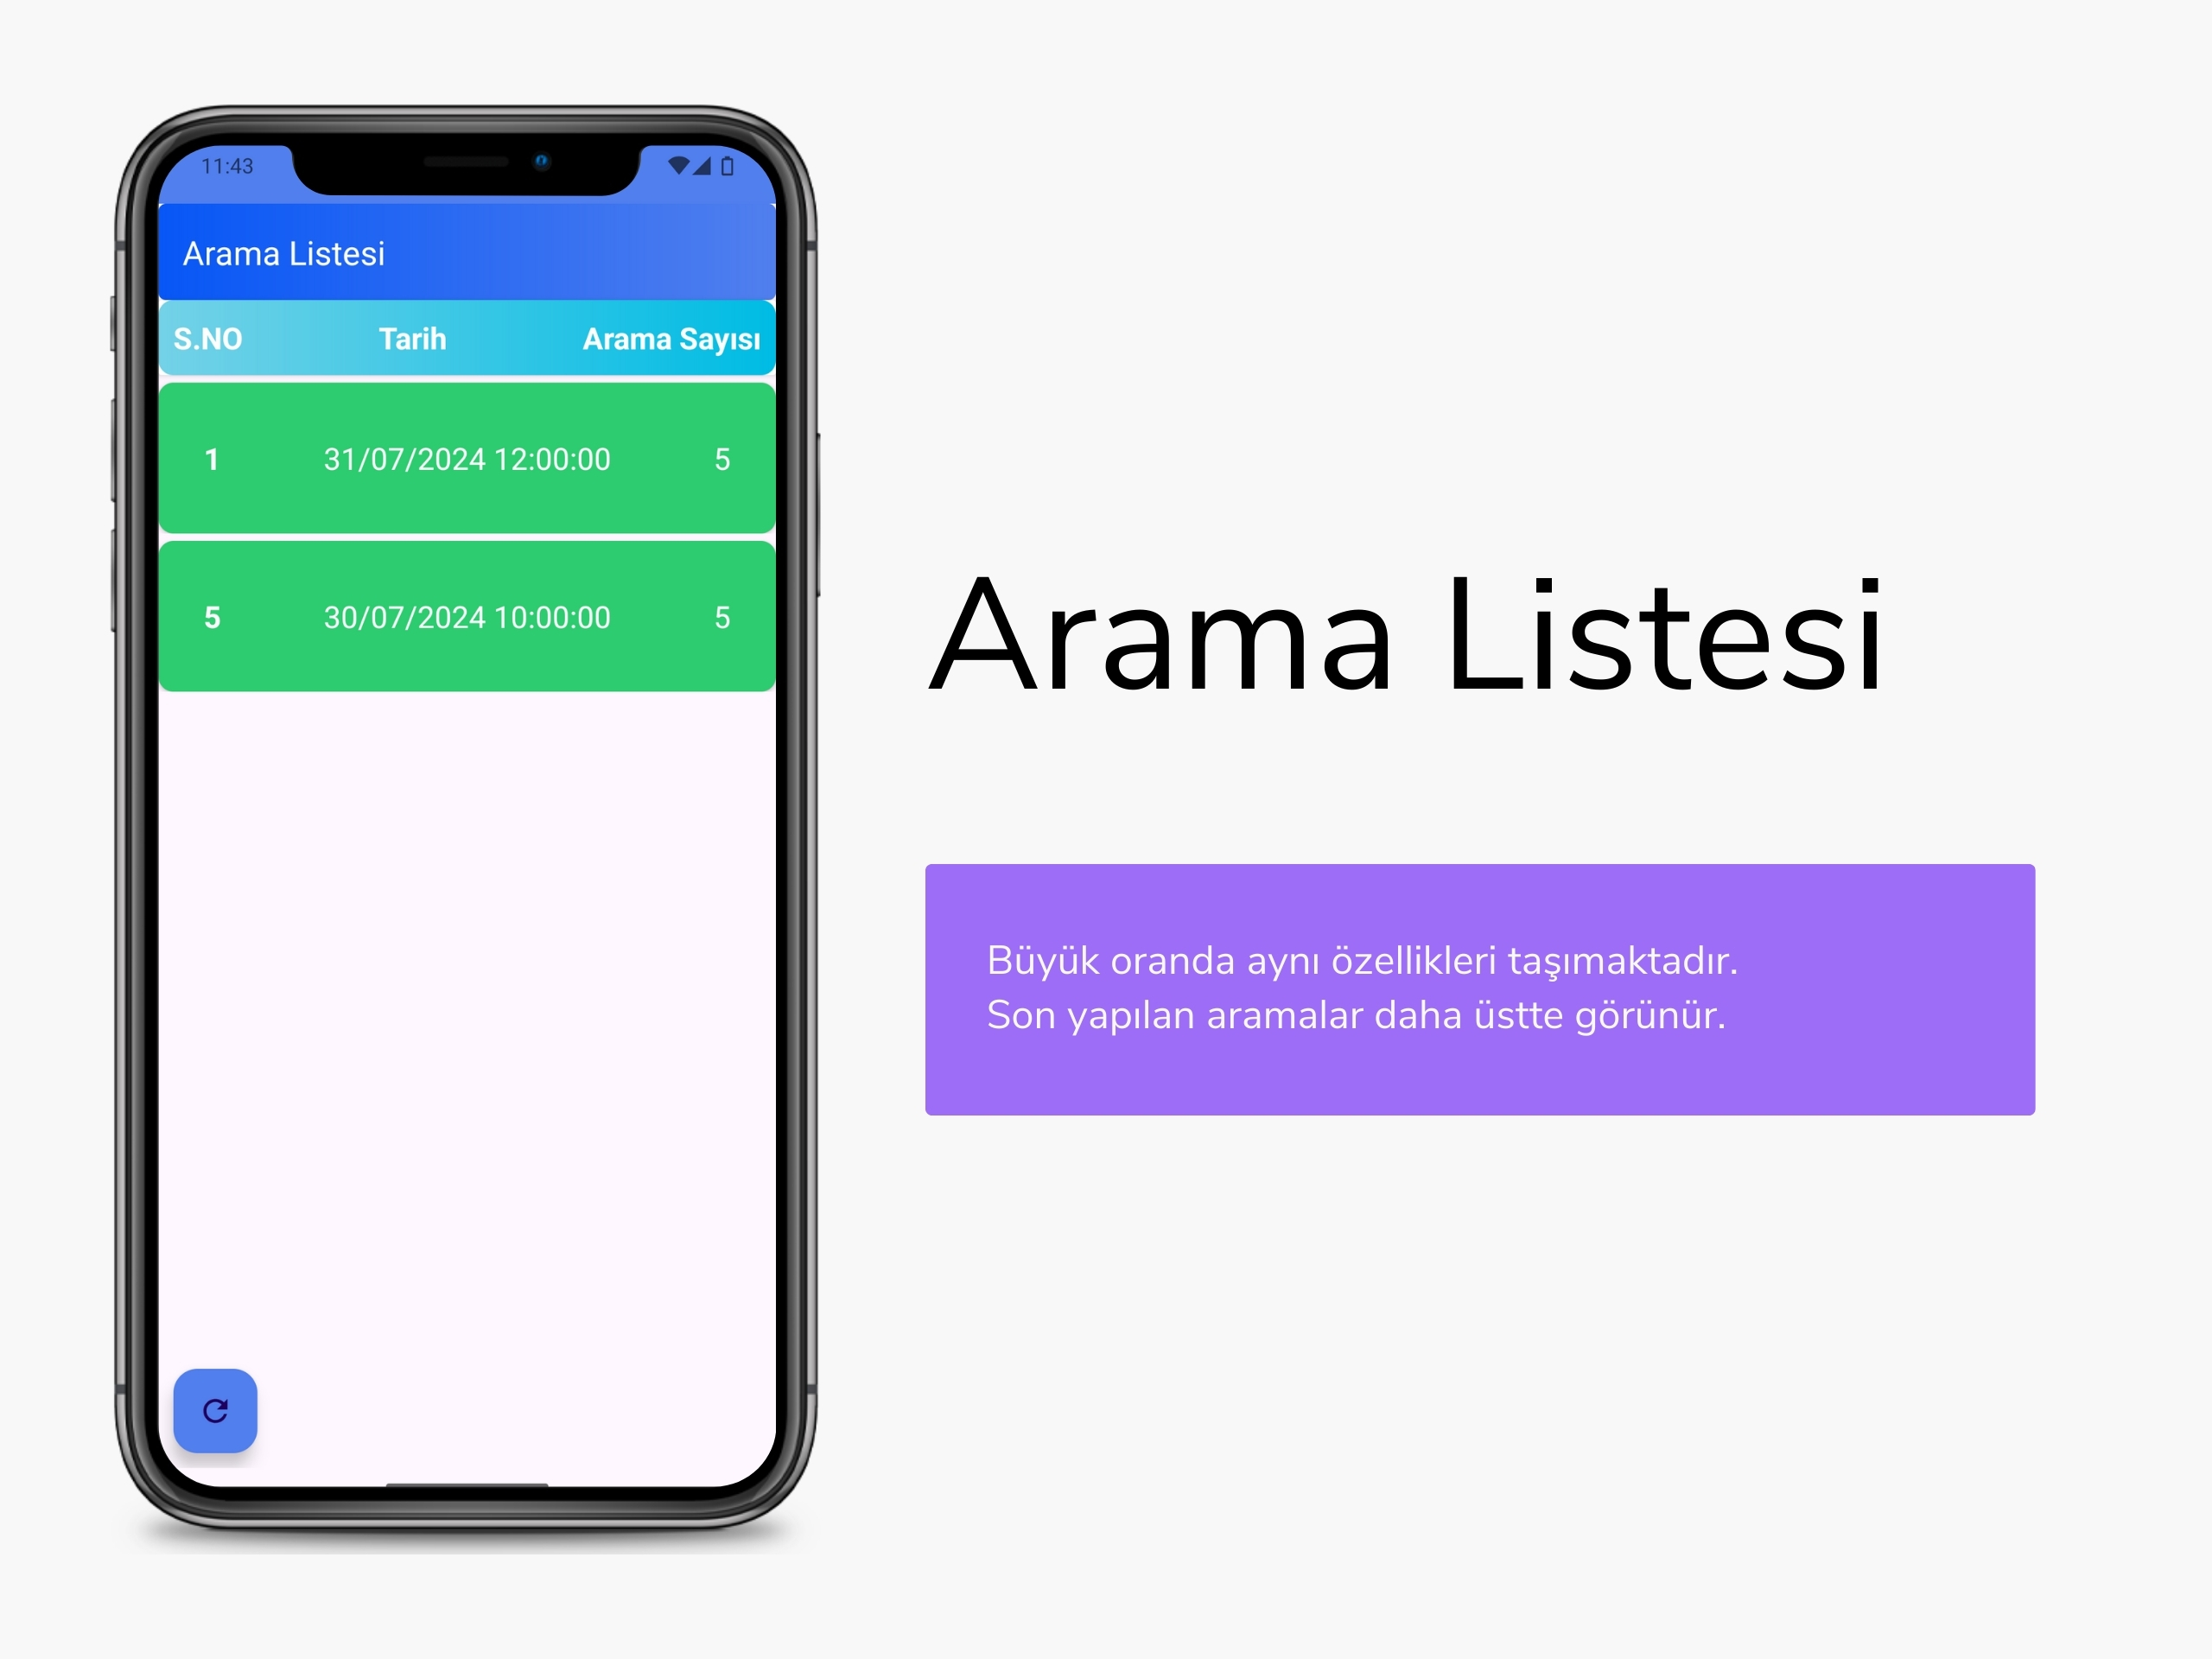 11:43
Arama Listesi
S.NO Tarih Arama Sayısı
1 31/07/2024 12:00:00 5
5 30/07/2024 10:00:00 5
Arama Listesi
Büyük oranda aynı özellikleri taşımaktadır.
Son yapılan aramalar daha üstte görünür.